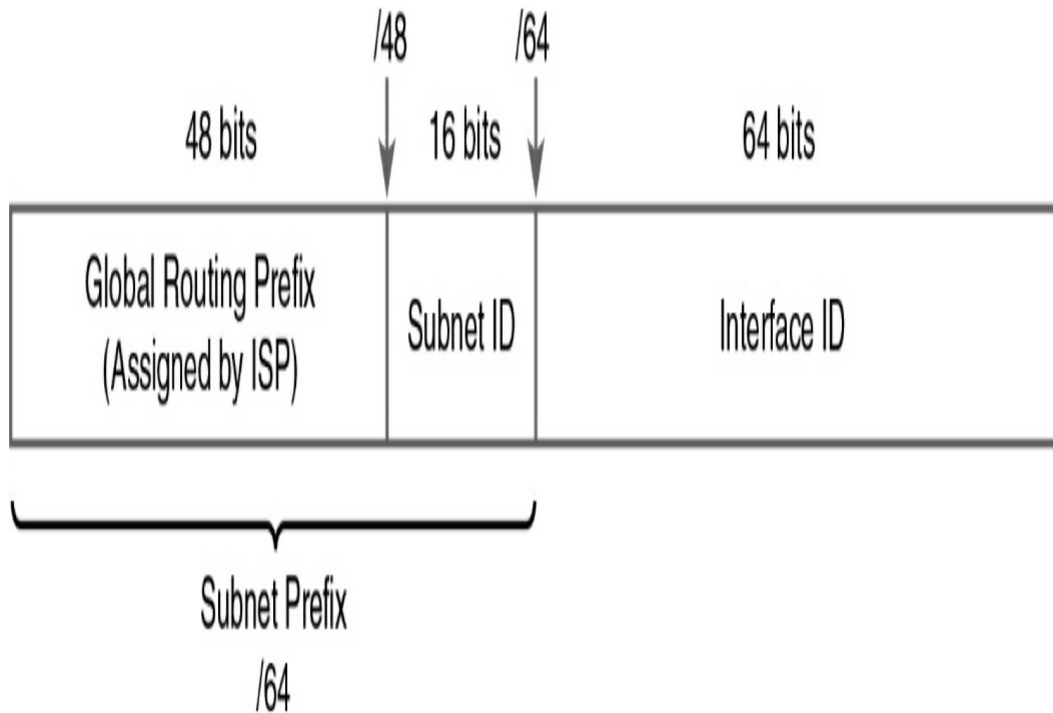 /48
/64
48 bits
16 bits
64 bits
Global Routing Prefix
(Assigned by ISP)
Subnet ID
Interface ID
Subnet Prefix
/64